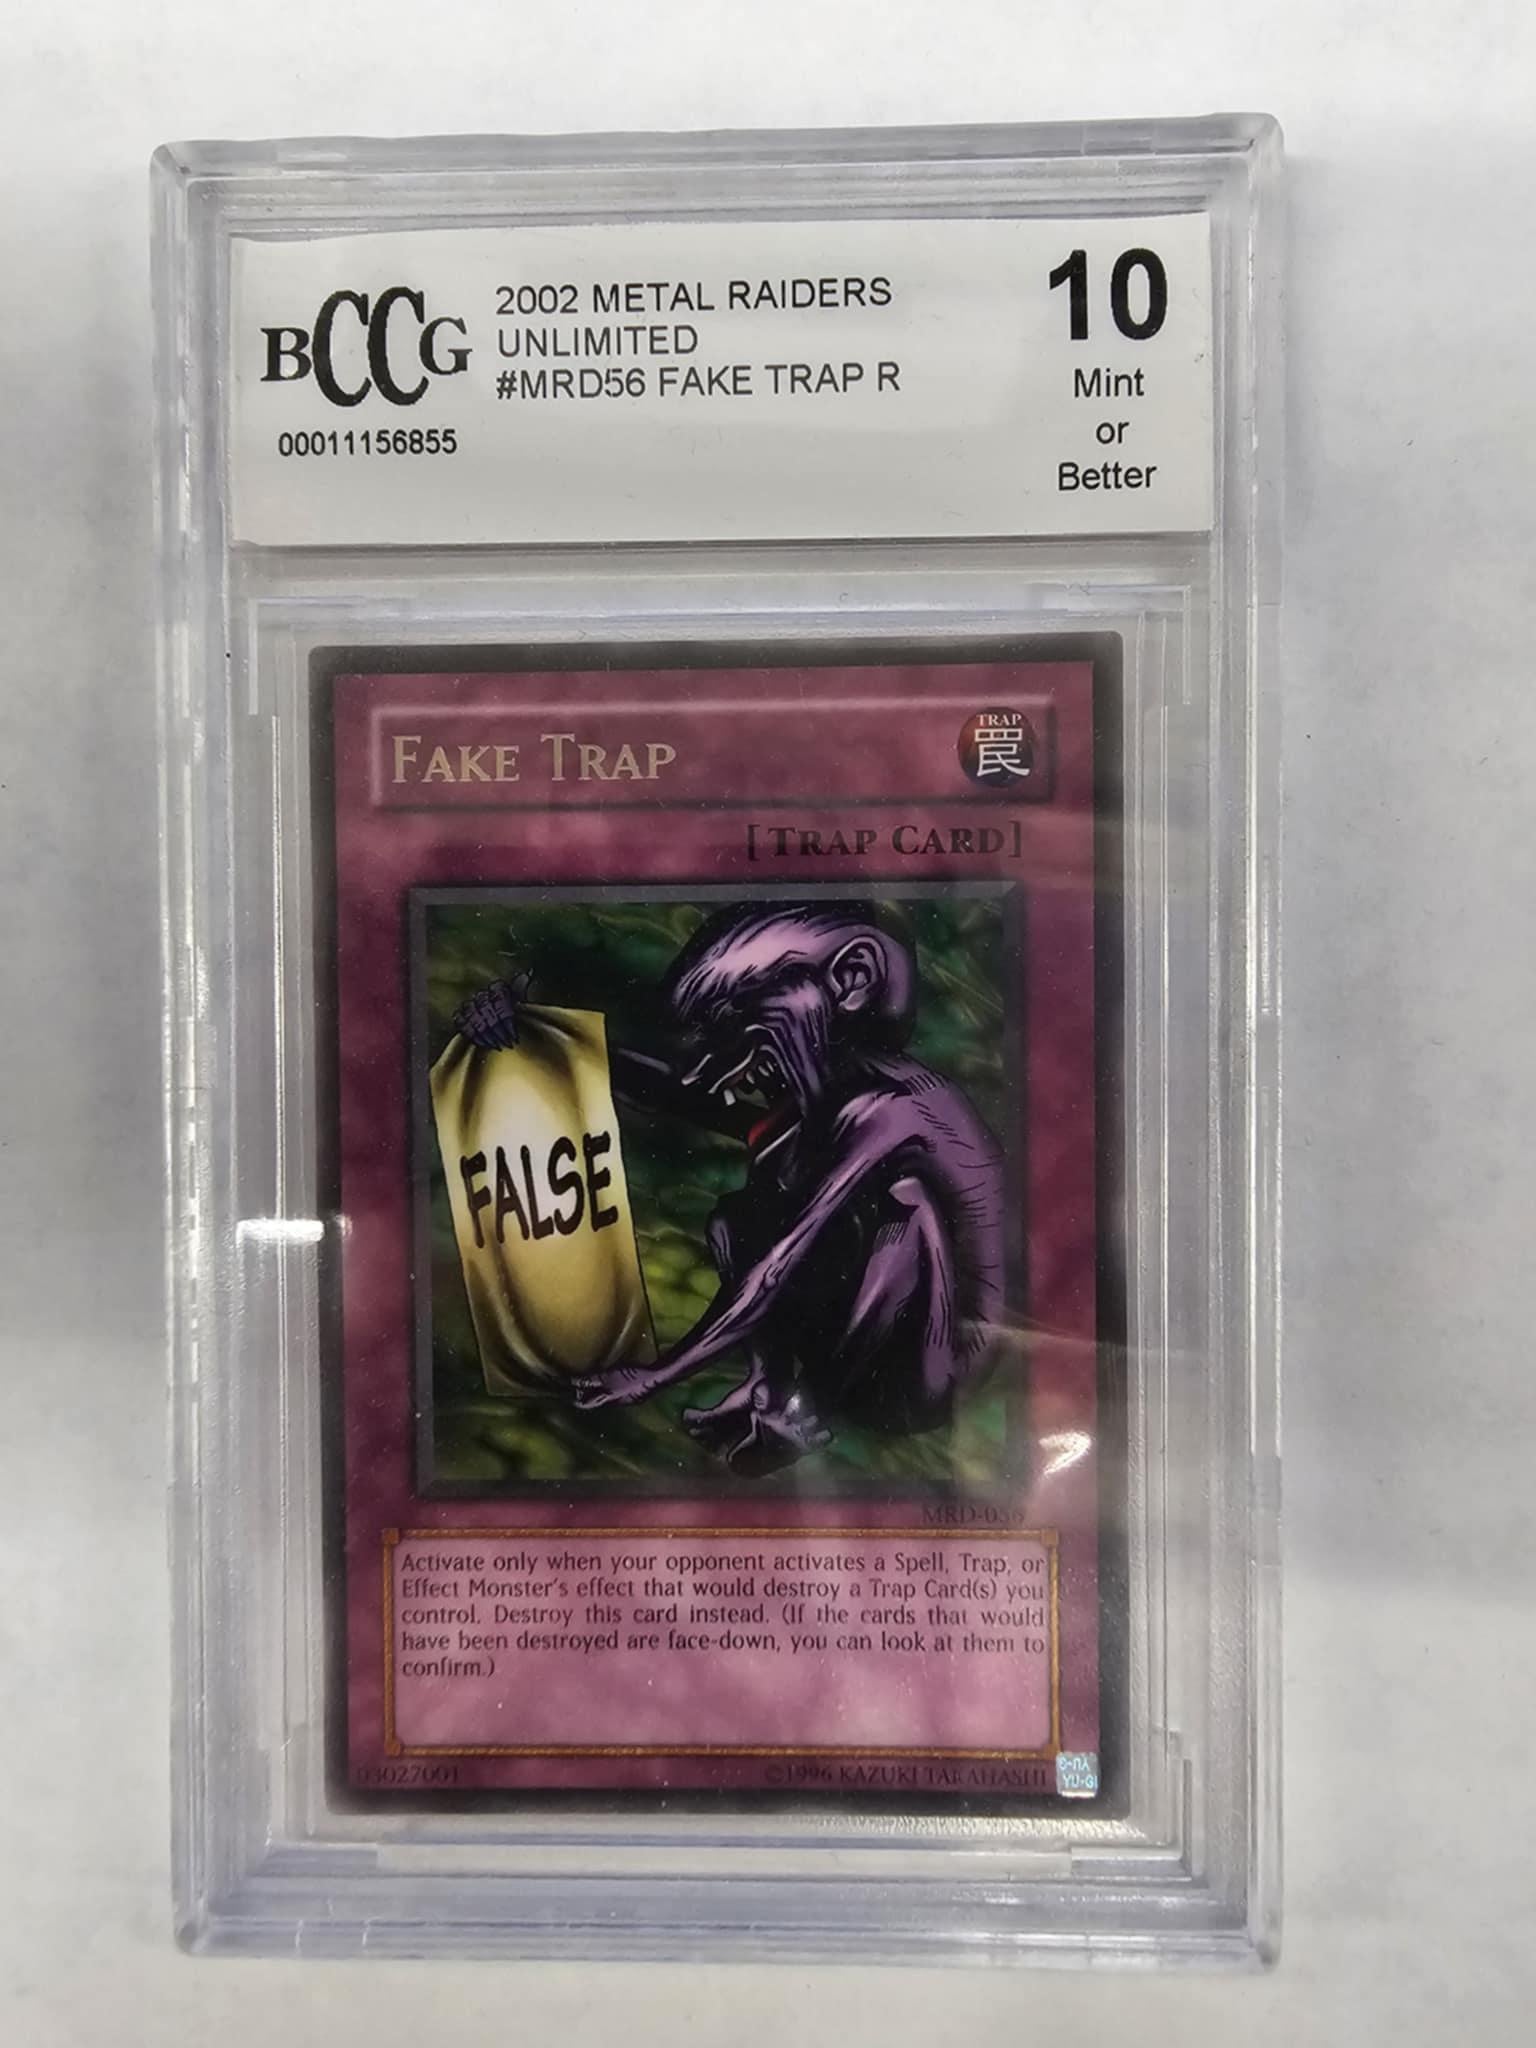 BCCG
00011156855
2002 METAL RAIDERS
UNLIMITED
#MRD56 FAKE TRAP R
10
Mint
or
Better
FAKE TRAP
TRAP
罠
[TRAP CARD]
FALSE
MRD-056
Activate only when your opponent activates a Spell, Trap, or
Effect Monster's effect that would destroy a Trap Card(s) you
control. Destroy this card instead. (If the cards that would
have been destroyed are face-down, you can look at them to
confirm.)
03027001
©1996 KAZUKI TAKAHASHI